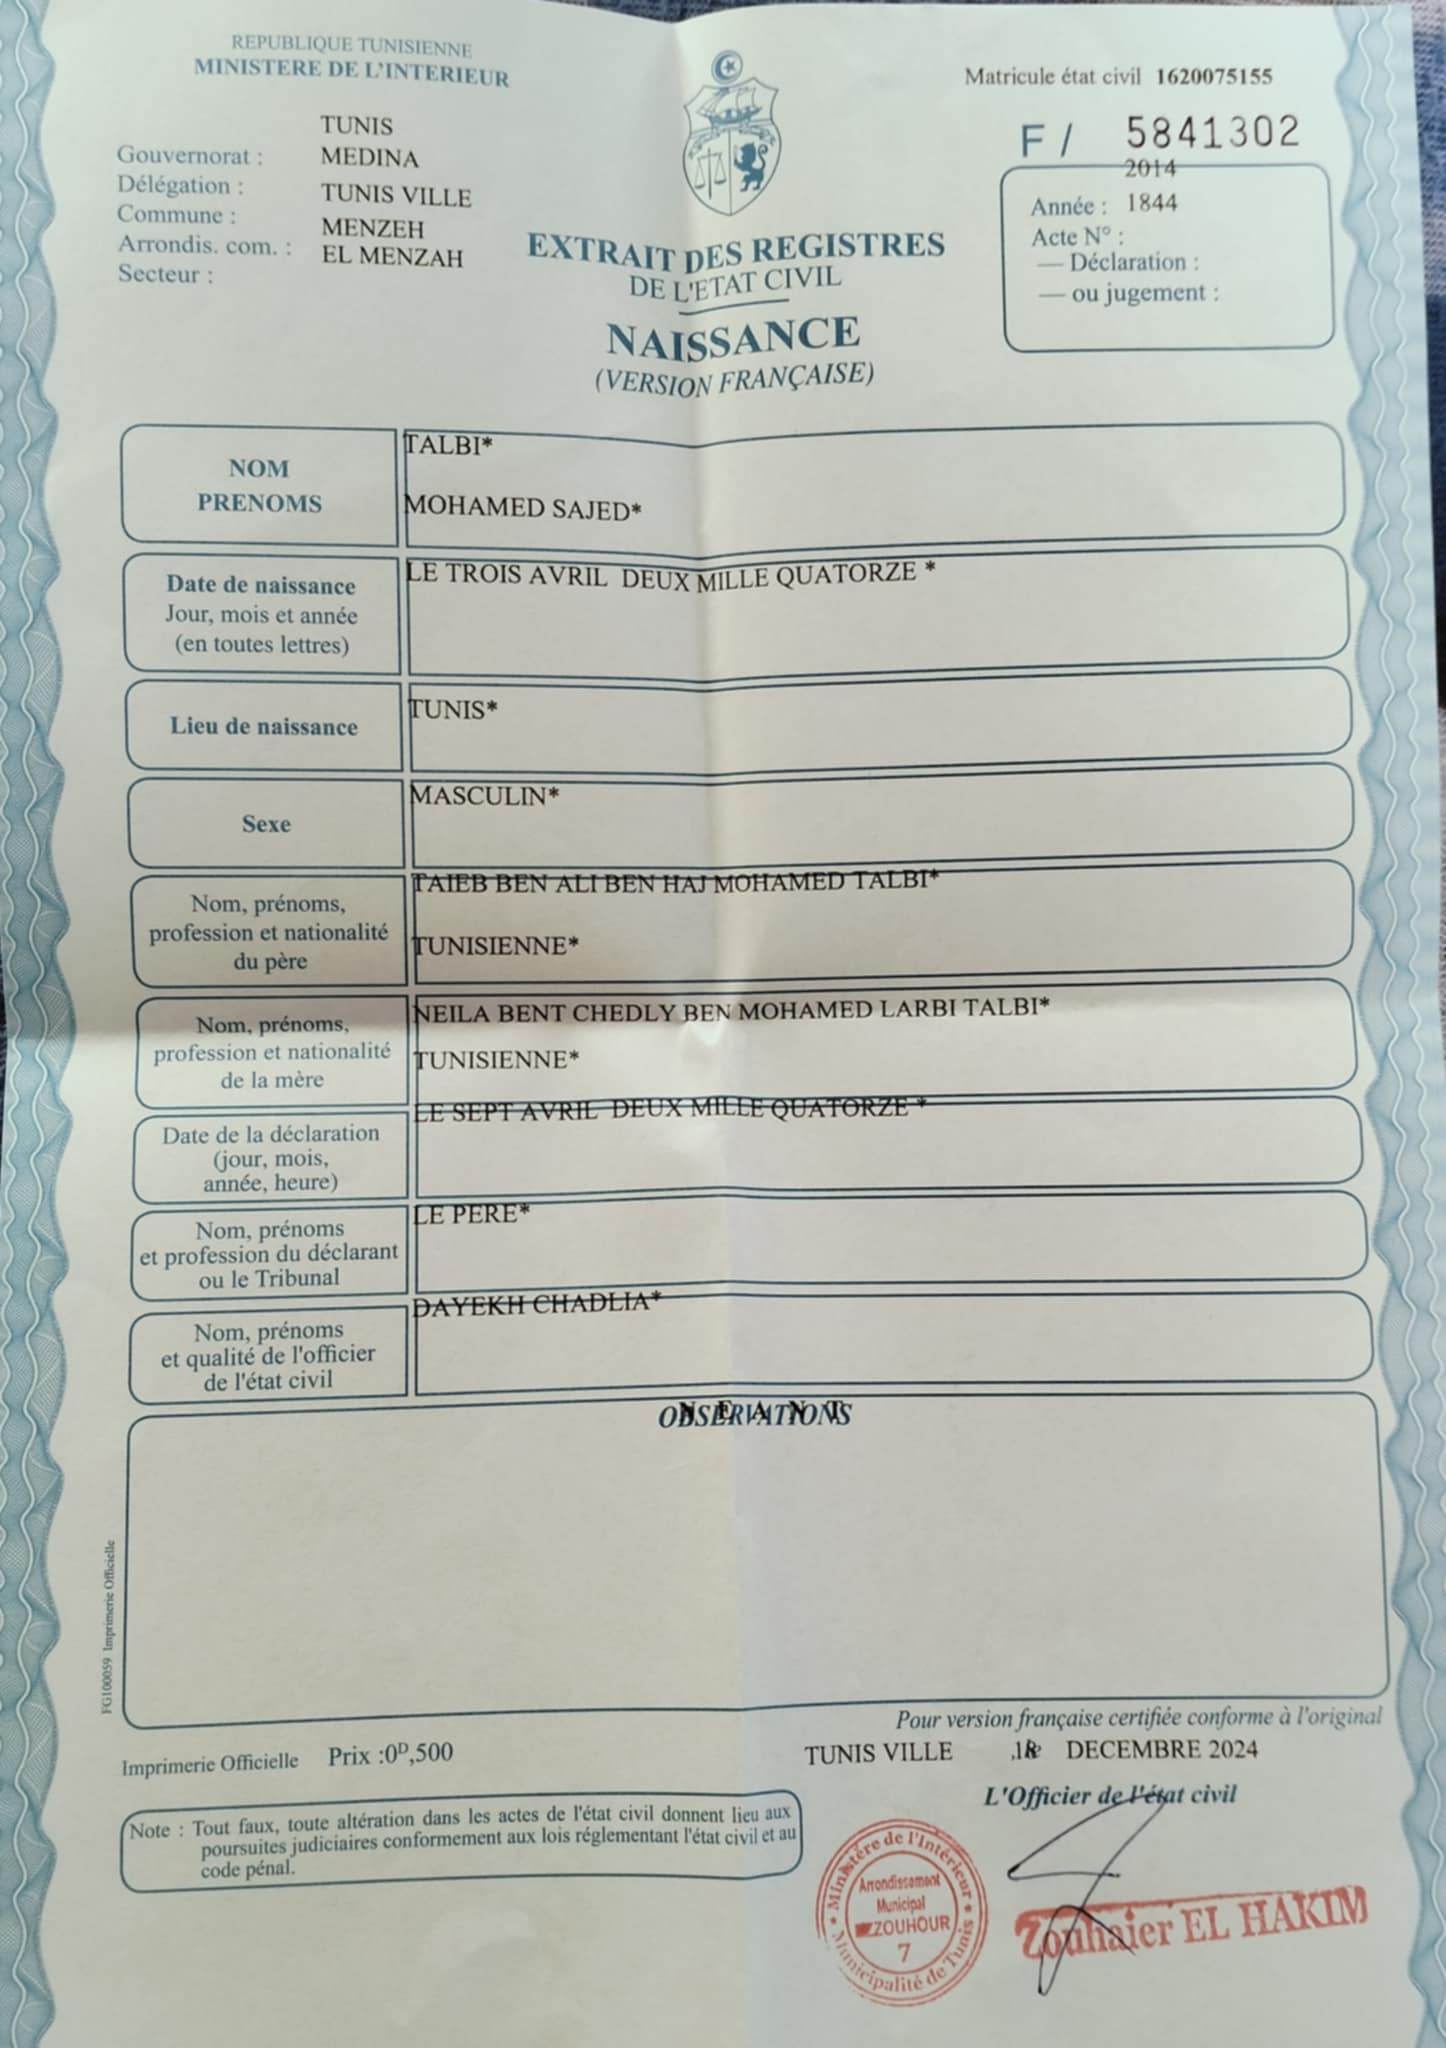 REPUBLIQUE TUNISIENNE
MINISTERE DE L'INTERIEUR
TUNIS
Gouvernorat : MEDINA
Délégation : TUNIS VILLE
Commune : MENZEH
Arrondis. com. : EL MENZAH
Secteur :
Matricule état civil 1620075155
F / 5841302
2014
Année : 1844
Acte N° :
— Déclaration :
— ou jugement :
EXTRAIT DES REGISTRES
DE L'ETAT CIVIL
NAISSANCE
(VERSION FRANÇAISE)
NOM
PRENOMS
TALBI*
MOHAMED SAJED*
Date de naissance
Jour, mois et année
(en toutes lettres)
LE TROIS AVRIL DEUX MILLE QUATORZE *
Lieu de naissance
TUNIS*
Sexe
MASCULIN*
Nom, prénoms,
profession et nationalité
du père
TAIEB BEN ALI BEN HAJ MOHAMED TALBI*
TUNISIENNE*
Nom, prénoms,
profession et nationalité
de la mère
NEILA BENT CHEDLY BEN MOHAMED LARBI TALBI*
TUNISIENNE*
Date de la déclaration
(jour, mois,
année, heure)
LE SEPT AVRIL DEUX MILLE QUATORZE *
Nom, prénoms
et profession du déclarant
ou le Tribunal
LE PERE*
Nom, prénoms
et qualité de l'officier
de l'état civil
DAYEKH CHADLIA*
OBSERVATIONS
N E A N T
FG100059 Imprimerie Officielle
Pour version française certifiée conforme à l'original
Imprimerie Officielle Prix :0D,500
TUNIS VILLE DECEMBRE 2024
L'Officier de l'état civil
Note : Tout faux, toute altération dans les actes de l'état civil donnent lieu aux
poursuites judiciaires conformement aux lois réglementant l'état civil et au
code pénal.
Ministère de l'Intérieur
Arrondissement
Municipal
ZOUHOUR
7
Municipalité de Tunis
Zouhaier EL HAKIM